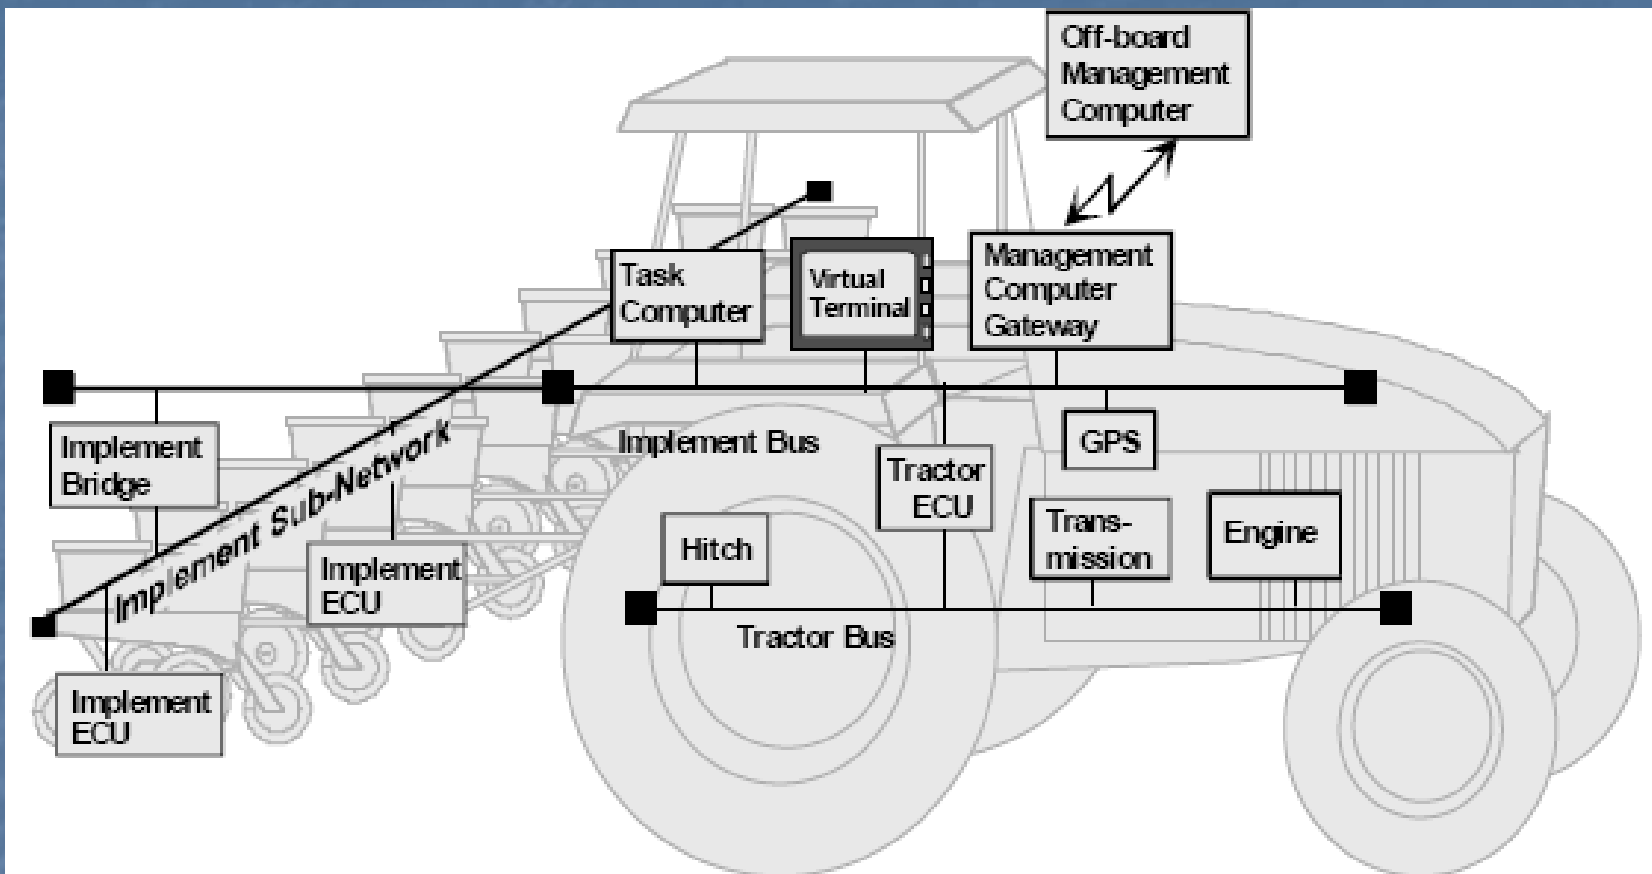 Off-board
Management
Computer
Task
Computer
Virtual
Terminal
Management
Computer
Gateway
Implement
Bridge
Implement Sub-Network
Implement Bus
Tractor
ECU
GPS
Hitch
Trans-
mission
Engine
Implement
ECU
Tractor Bus
Implement
ECU